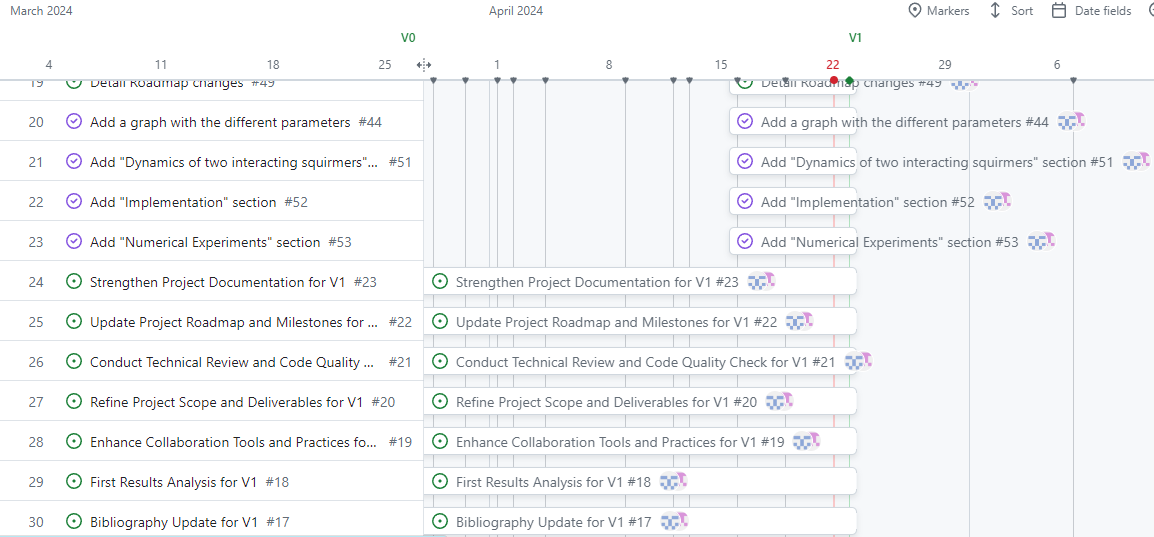 March 2024 April 2024 Markers Sort Date fields
V0 V1
4 11 18 25 1 8 15 22 29 6
19 Detail Roadmap changes #49 Detail Roadmap changes #49
20 Add a graph with the different parameters #44 Add a graph with the different parameters #44
21 Add "Dynamics of two interacting squirmers"... #51 Add "Dynamics of two interacting squirmers" section #51
22 Add "Implementation" section #52 Add "Implementation" section #52
23 Add "Numerical Experiments" section #53 Add "Numerical Experiments" section #53
24 Strengthen Project Documentation for V1 #23 Strengthen Project Documentation for V1 #23
25 Update Project Roadmap and Milestones for ... #22 Update Project Roadmap and Milestones for V1 #22
26 Conduct Technical Review and Code Quality ... #21 Conduct Technical Review and Code Quality Check for V1 #21
27 Refine Project Scope and Deliverables for V1 #20 Refine Project Scope and Deliverables for V1 #20
28 Enhance Collaboration Tools and Practices fo... #19 Enhance Collaboration Tools and Practices for V1 #19
29 First Results Analysis for V1 #18 First Results Analysis for V1 #18
30 Bibliography Update for V1 #17 Bibliography Update for V1 #17